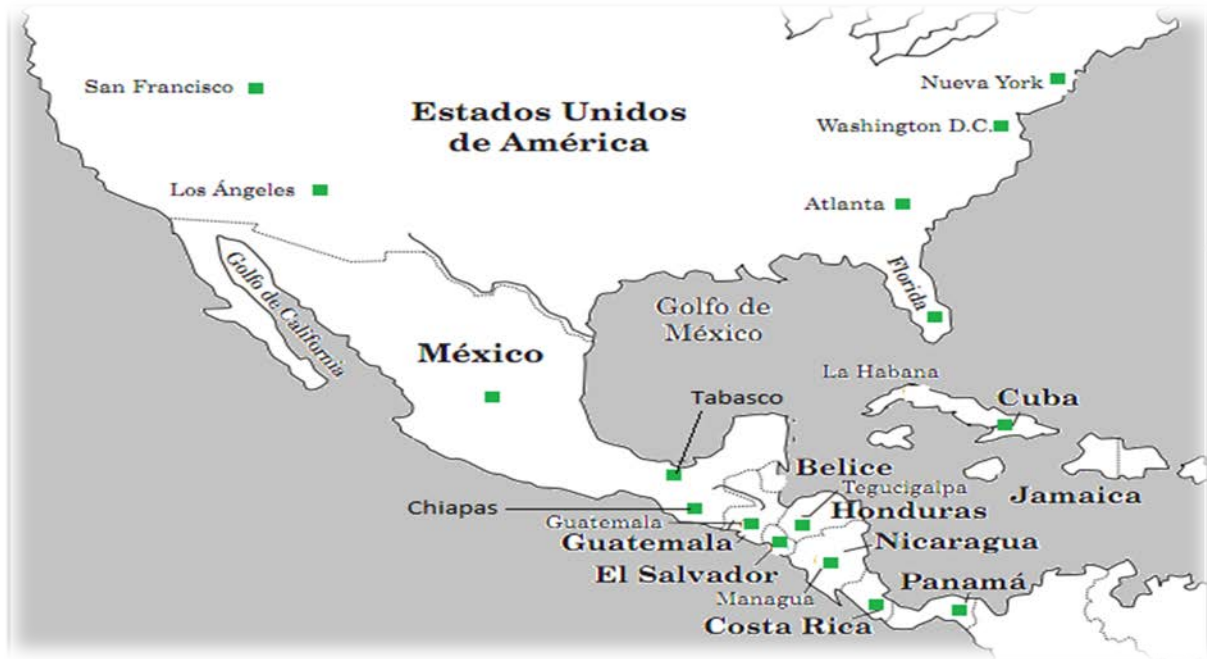 San Francisco
Nueva York
Estados Unidos
de América
Washington D.C.
Los Ángeles
Atlanta
Florida
Golfo de California
Golfo de
México
México
La Habana
Cuba
Tabasco
Belice
Tegucigalpa
Jamaica
Chiapas
Honduras
Guatemala
Guatemala
Nicaragua
El Salvador
Panamá
Managua
Costa Rica